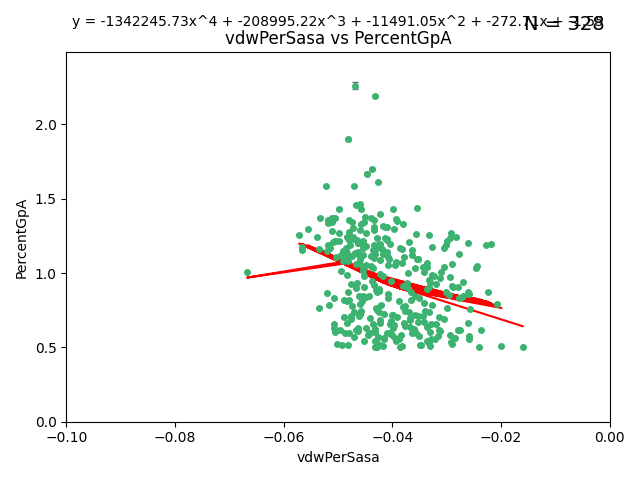 y = -1342245.73x^4 + -208995.22x^3 + -11491.05x^2 + -272.
N = 328
vdwPerSasa vs PercentGpA
PercentGpA
2.0
1.5
1.0
0.5
0.0
-0.10
-0.08
-0.06
-0.04
-0.02
0.00
vdwPerSasa